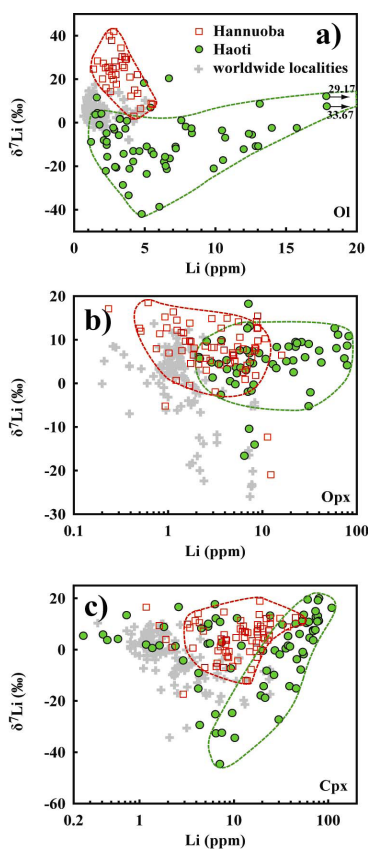 Hannuoba
Haoti
worldwide localities
a)
60
40
20
0
-20
-40
δ⁷Li (‰)
29.17
33.67
Ol
0
5
10
15
20
Li (ppm)
b)
20
10
0
-10
-20
-30
δ⁷Li (‰)
Opx
0.1
1
10
100
Li (ppm)
c)
40
20
0
-20
-40
-60
δ⁷Li (‰)
Cpx
0.2
1
10
100
Li (ppm)